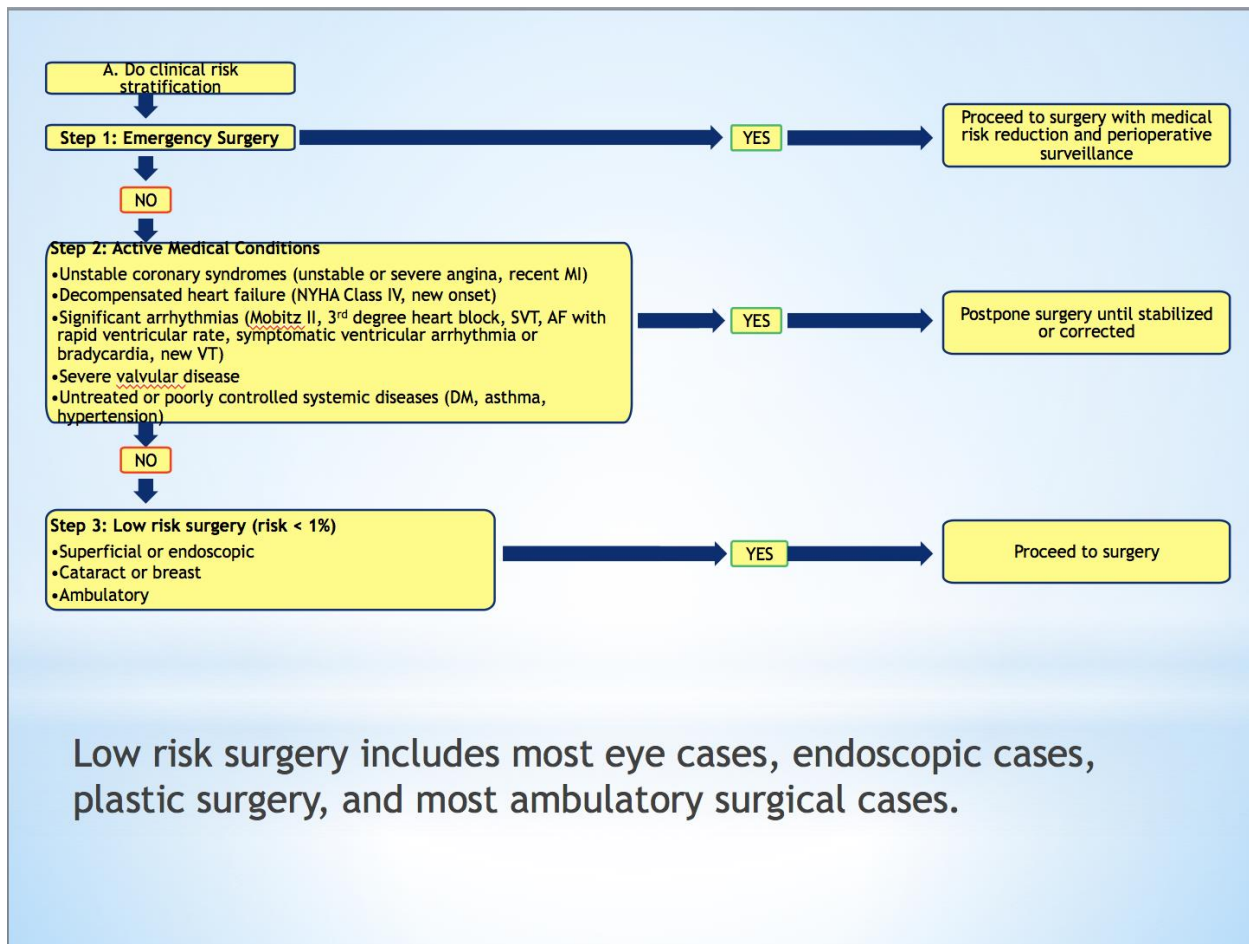 A. Do clinical risk
stratification
Step 1: Emergency Surgery
YES
Proceed to surgery with medical
risk reduction and perioperative
surveillance
NO
Step 2: Active Medical Conditions
•Unstable coronary syndromes (unstable or severe angina, recent MI)
•Decompensated heart failure (NYHA Class IV, new onset)
•Significant arrhythmias (Mobitz II, 3rd degree heart block, SVT, AF with
rapid ventricular rate, symptomatic ventricular arrhythmia or
bradycardia, new VT)
•Severe valvular disease
•Untreated or poorly controlled systemic diseases (DM, asthma,
hypertension)
YES
Postpone surgery until stabilized
or corrected
NO
Step 3: Low risk surgery (risk < 1%)
•Superficial or endoscopic
•Cataract or breast
•Ambulatory
YES
Proceed to surgery
Low risk surgery includes most eye cases, endoscopic cases,
plastic surgery, and most ambulatory surgical cases.